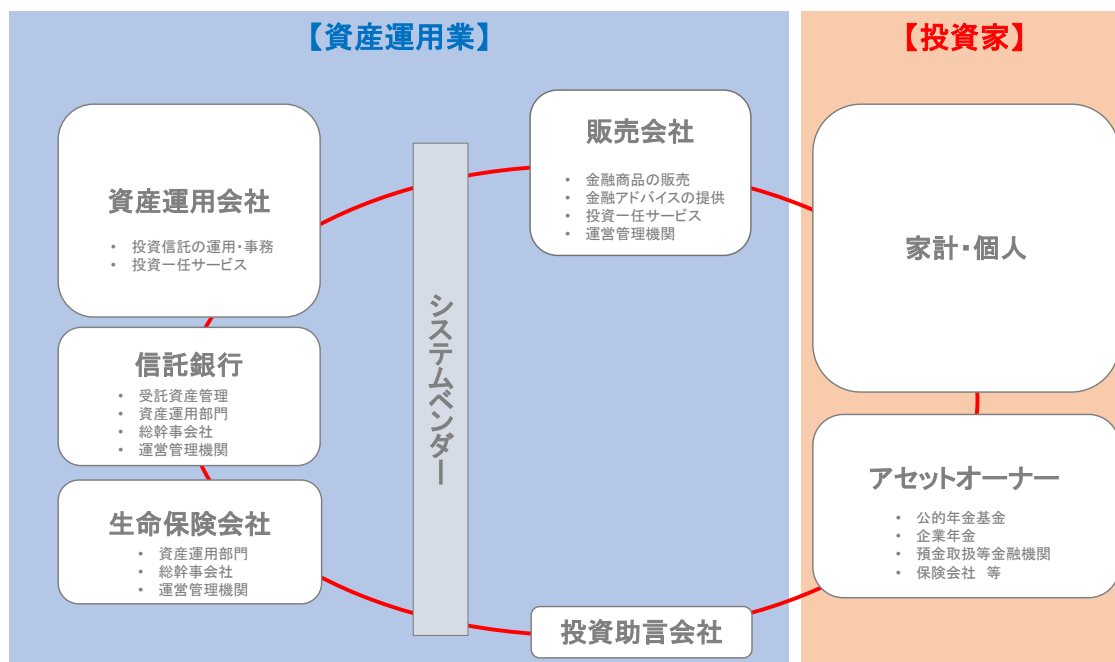 【資産運用業】
【投資家】
資産運用会社
・ 投資信託の運用・事務
・ 投資一任サービス
信託銀行
・ 受託資産管理
・ 資産運用部門
・ 総幹事会社
・ 運営管理機関
生命保険会社
・ 資産運用部門
・ 総幹事会社
・ 運営管理機関
システムベンダー
販売会社
・ 金融商品の販売
・ 金融アドバイスの提供
・ 投資一任サービス
・ 運営管理機関
投資助言会社
家計・個人
アセットオーナー
・ 公的年金基金
・ 企業年金
・ 預金取扱等金融機関
・ 保険会社 等